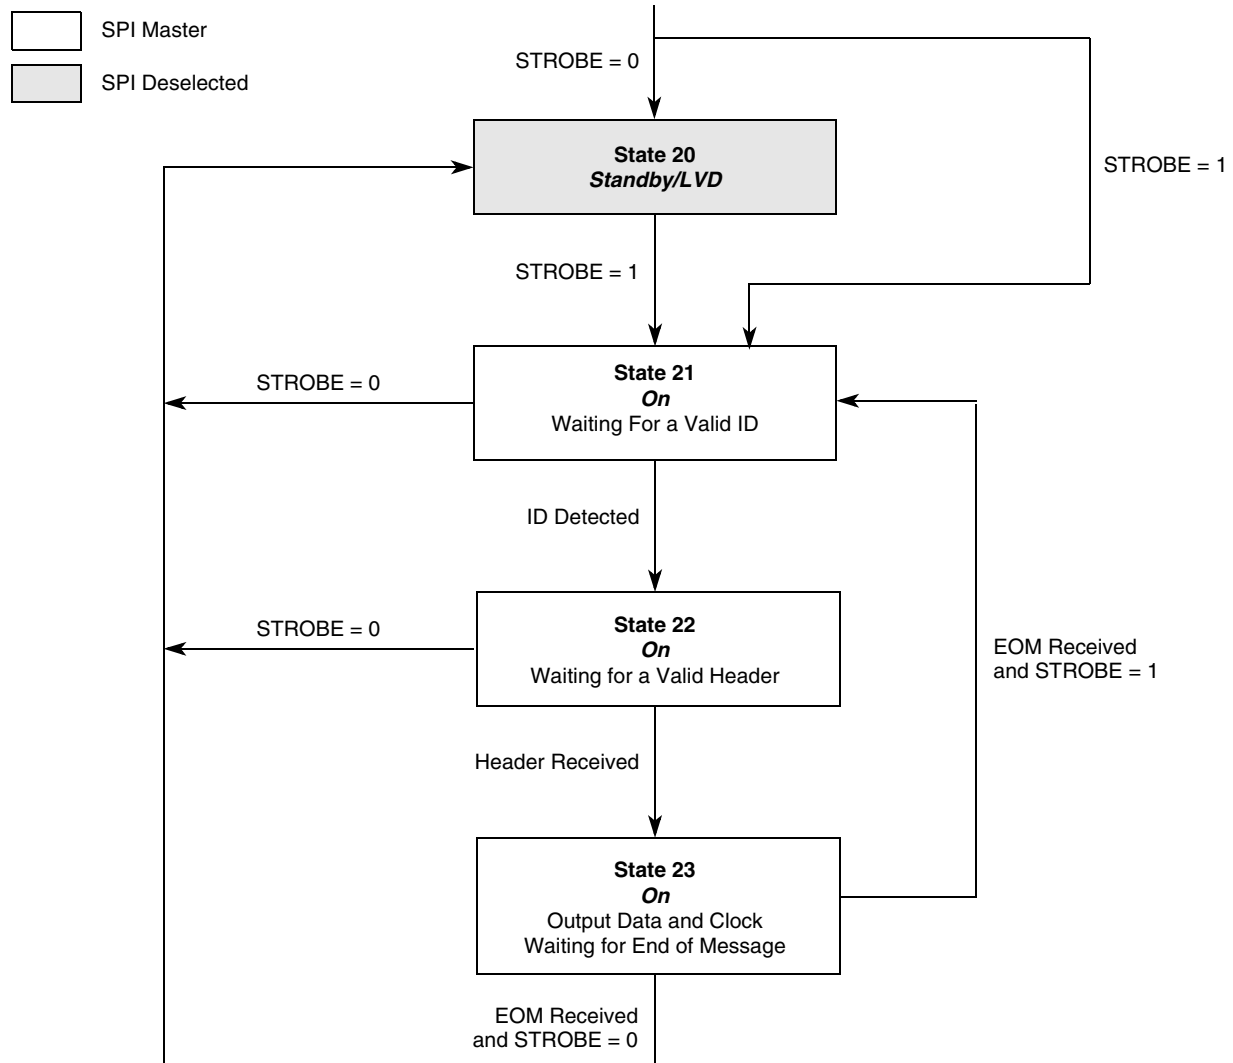 SPI Master
SPI Deselected
STROBE = 0
STROBE = 1
State 20
Standby/LVD
STROBE = 1
State 21
On
Waiting For a Valid ID
STROBE = 0
ID Detected
State 22
On
Waiting for a Valid Header
STROBE = 0
EOM Received
and STROBE = 1
Header Received
State 23
On
Output Data and Clock
Waiting for End of Message
EOM Received
and STROBE = 0